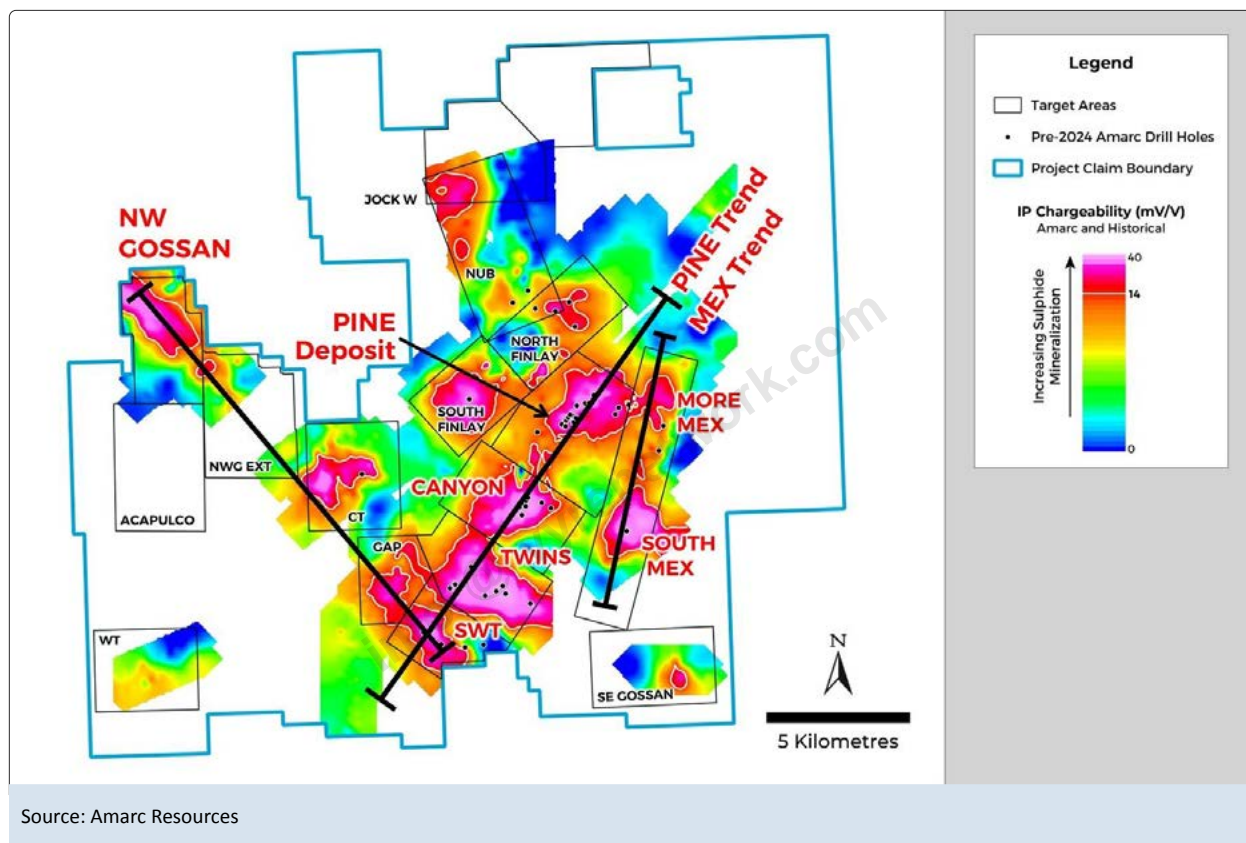 NW
GOSSAN
JOCK W
NUB
PINE Trend
MEX Trend
PINE
Deposit
NORTH
FINLAY
SOUTH
FINLAY
MORE
MEX
NWG EXT
CANYON
ACAPULCO
CT
GAP
TWINS
SOUTH
MEX
SWT
WT
SE GOSSAN
N
5 Kilometres
Legend
Target Areas
Pre-2024 Amarc Drill Holes
Project Claim Boundary
IP Chargeability (mV/V)
Amarc and Historical
Increasing Sulphide
Mineralization
40
14
0
Source: Amarc Resources